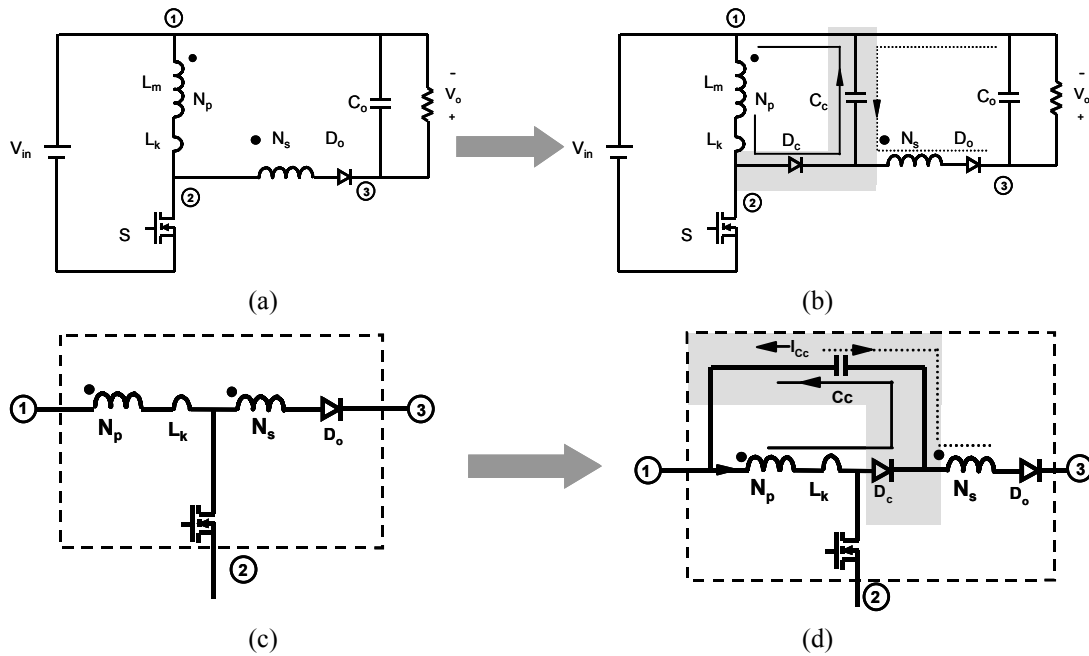 1
L_m
N_p
L_k
V_in
N_s
D_o
C_o
-
V_o
+
3
2
S
(a)
1
L_m
N_p
C_c
L_k
D_c
V_in
N_s
D_o
C_o
-
V_o
+
3
2
S
(b)
1
N_p
L_k
N_s
D_o
3
2
(c)
I_Cc
Cc
1
N_p
L_k
D_c
N_s
D_o
3
2
(d)